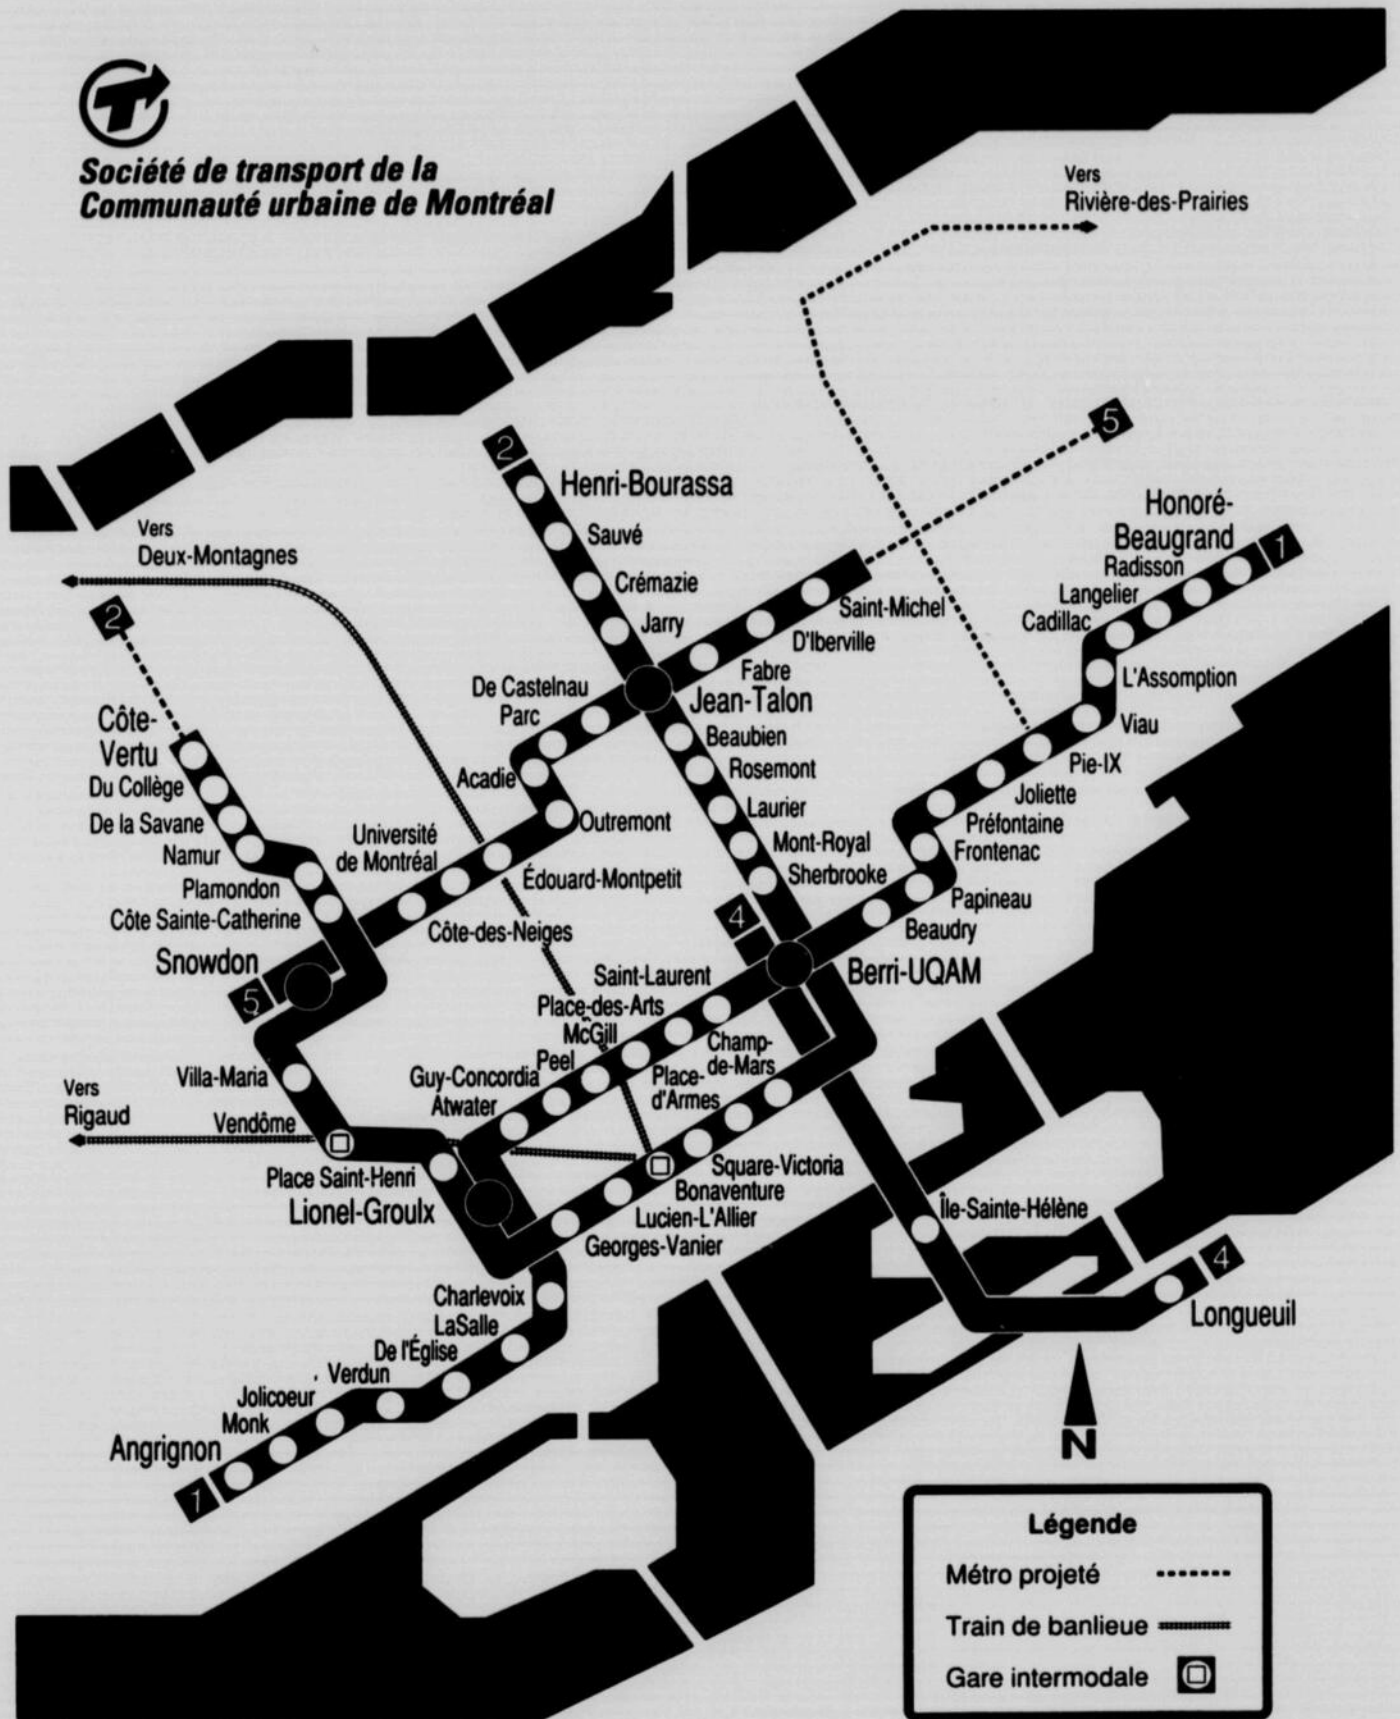 Société de transport de la
Communauté urbaine de Montréal
Vers
Rivière-des-Prairies
5
2
Henri-Bourassa
Sauvé
Crémazie
Jarry
Honoré-
Beaugrand
1
Radisson
Langelier
Cadillac
L'Assomption
Viau
Pie-IX
Joliette
Préfontaine
Frontenac
Papineau
Beaudry
Berri-UQAM
Saint-Michel
D'Iberville
Fabre
Jean-Talon
De Castelnau
Parc
Acadie
Outremont
Édouard-Montpetit
Université
de Montréal
Côte-des-Neiges
Beaubien
Rosemont
Laurier
Mont-Royal
Sherbrooke
4
Vers
Deux-Montagnes
2
Côte-
Vertu
Du Collège
De la Savane
Namur
Plamondon
Côte Sainte-Catherine
Snowdon
5
Villa-Maria
Vers
Rigaud
Vendôme
Place Saint-Henri
Lionel-Groulx
Saint-Laurent
Place-des-Arts
McGill
Peel
Guy-Concordia
Atwater
Champ-
de-Mars
Place-
d'Armes
Square-Victoria
Bonaventure
Lucien-L'Allier
Georges-Vanier
Île-Sainte-Hélène
4
Longueuil
Charlevoix
LaSalle
De l'Église
Verdun
Jolicoeur
Monk
Angrignon
1
N
Légende
Métro projeté
Train de banlieue
Gare intermodale